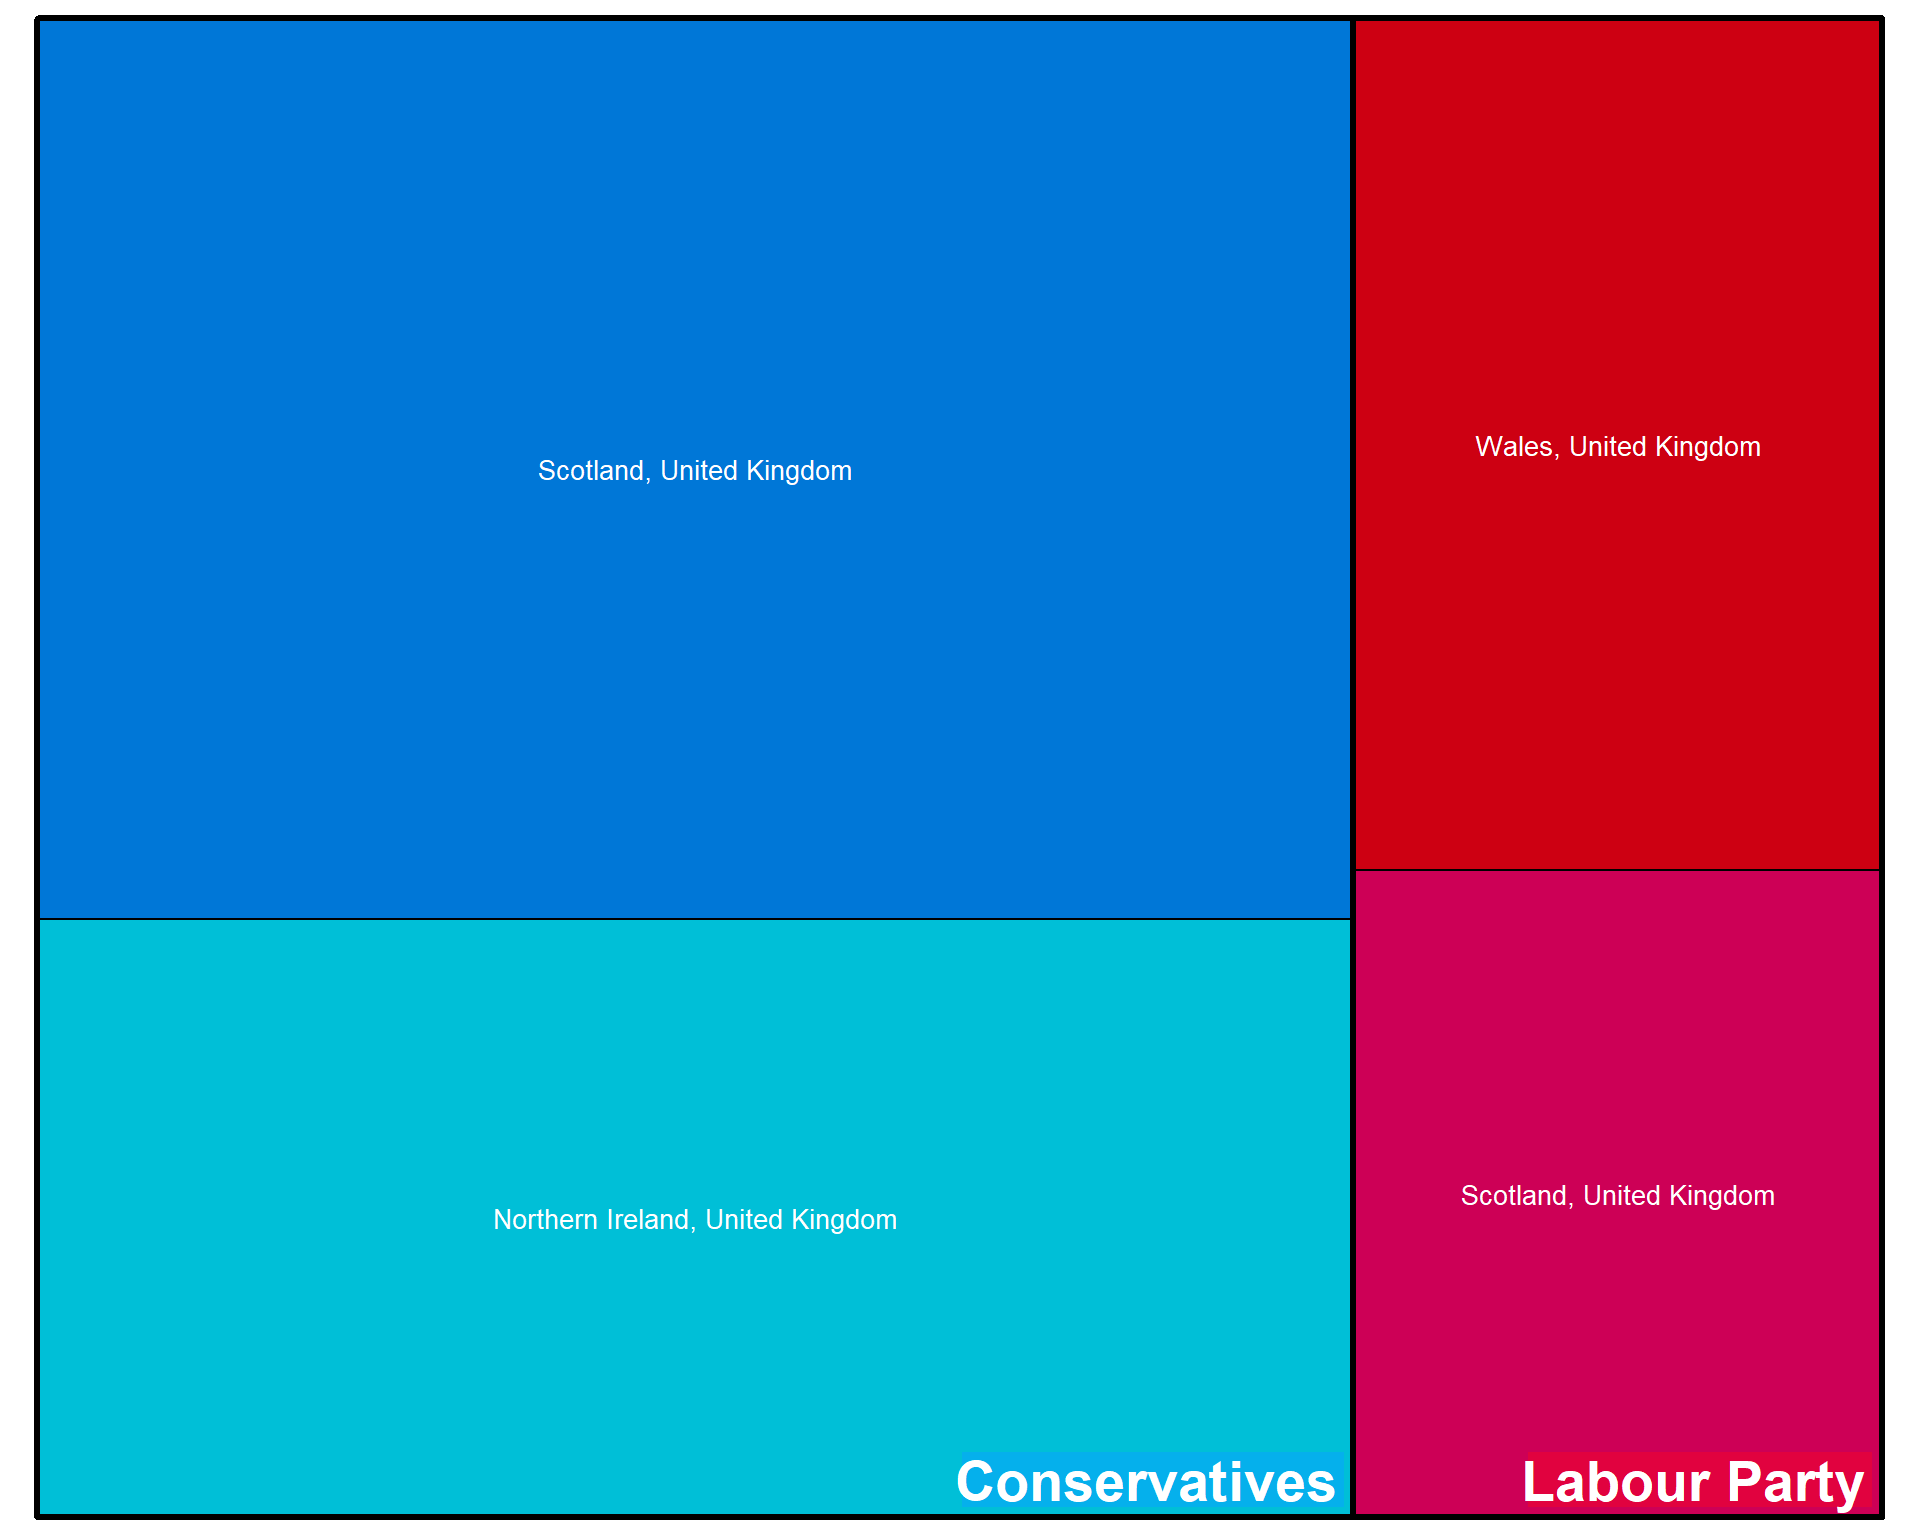 Scotland, United Kingdom
Northern Ireland, United Kingdom
Conservatives
Wales, United Kingdom
Scotland, United Kingdom
Labour Party